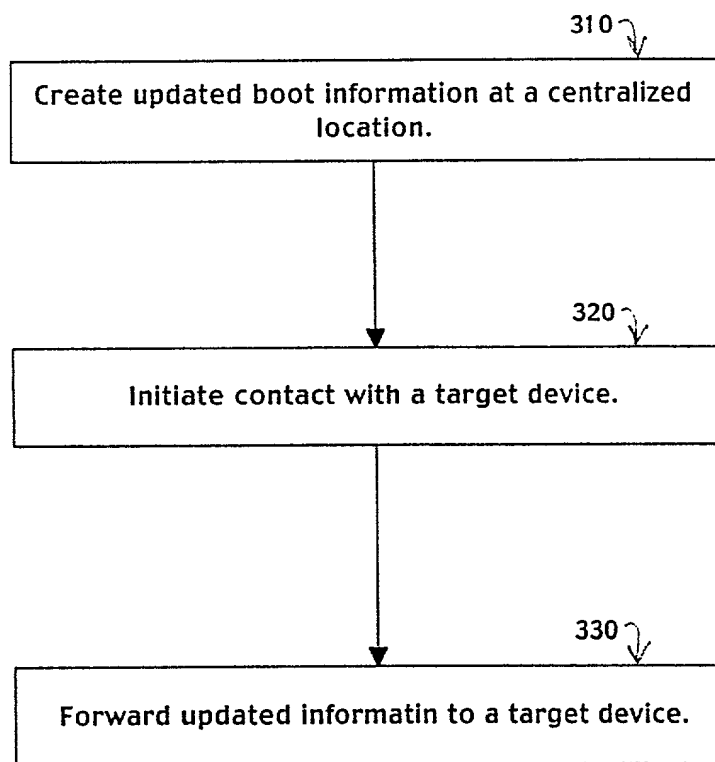 310
Create updated boot information at a centralized
location.
320
Initiate contact with a target device.
330
Forward updated informatin to a target device.